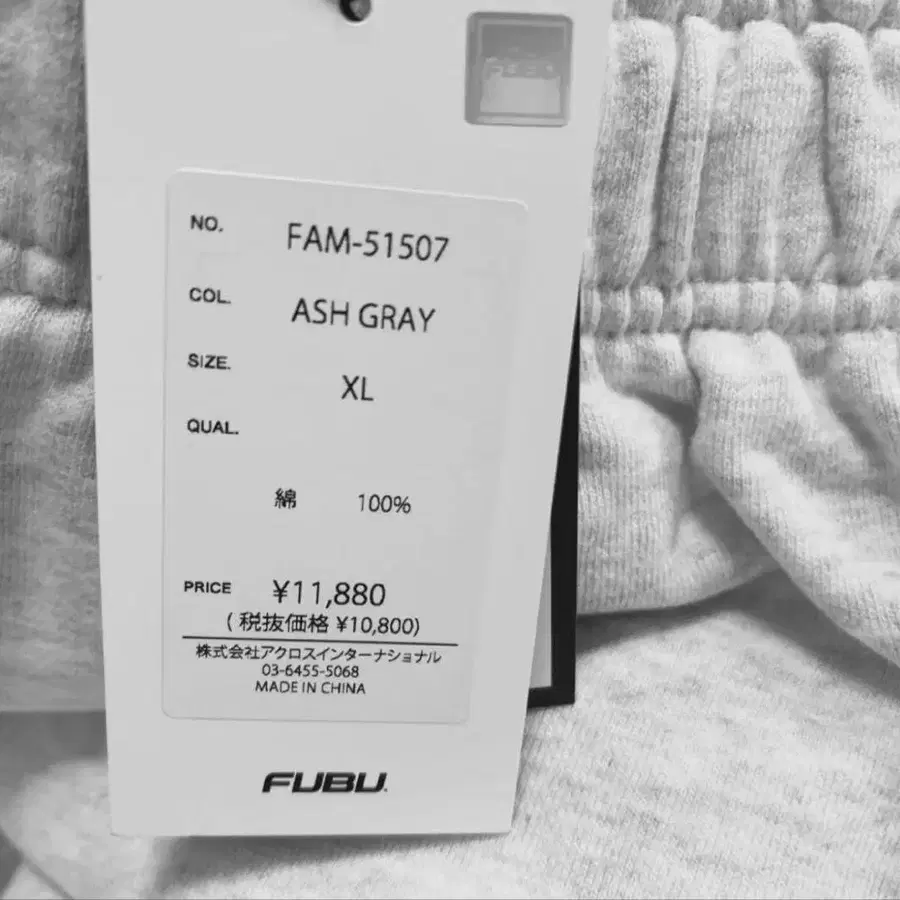 NO. FAM-51507
COL. ASH GRAY
SIZE. XL
QUAL.
綿 100%
PRICE ¥11,880
(税抜価格 ¥10,800)
株式会社アクロスインターナショナル
03-6455-5068
MADE IN CHINA
FUBU.